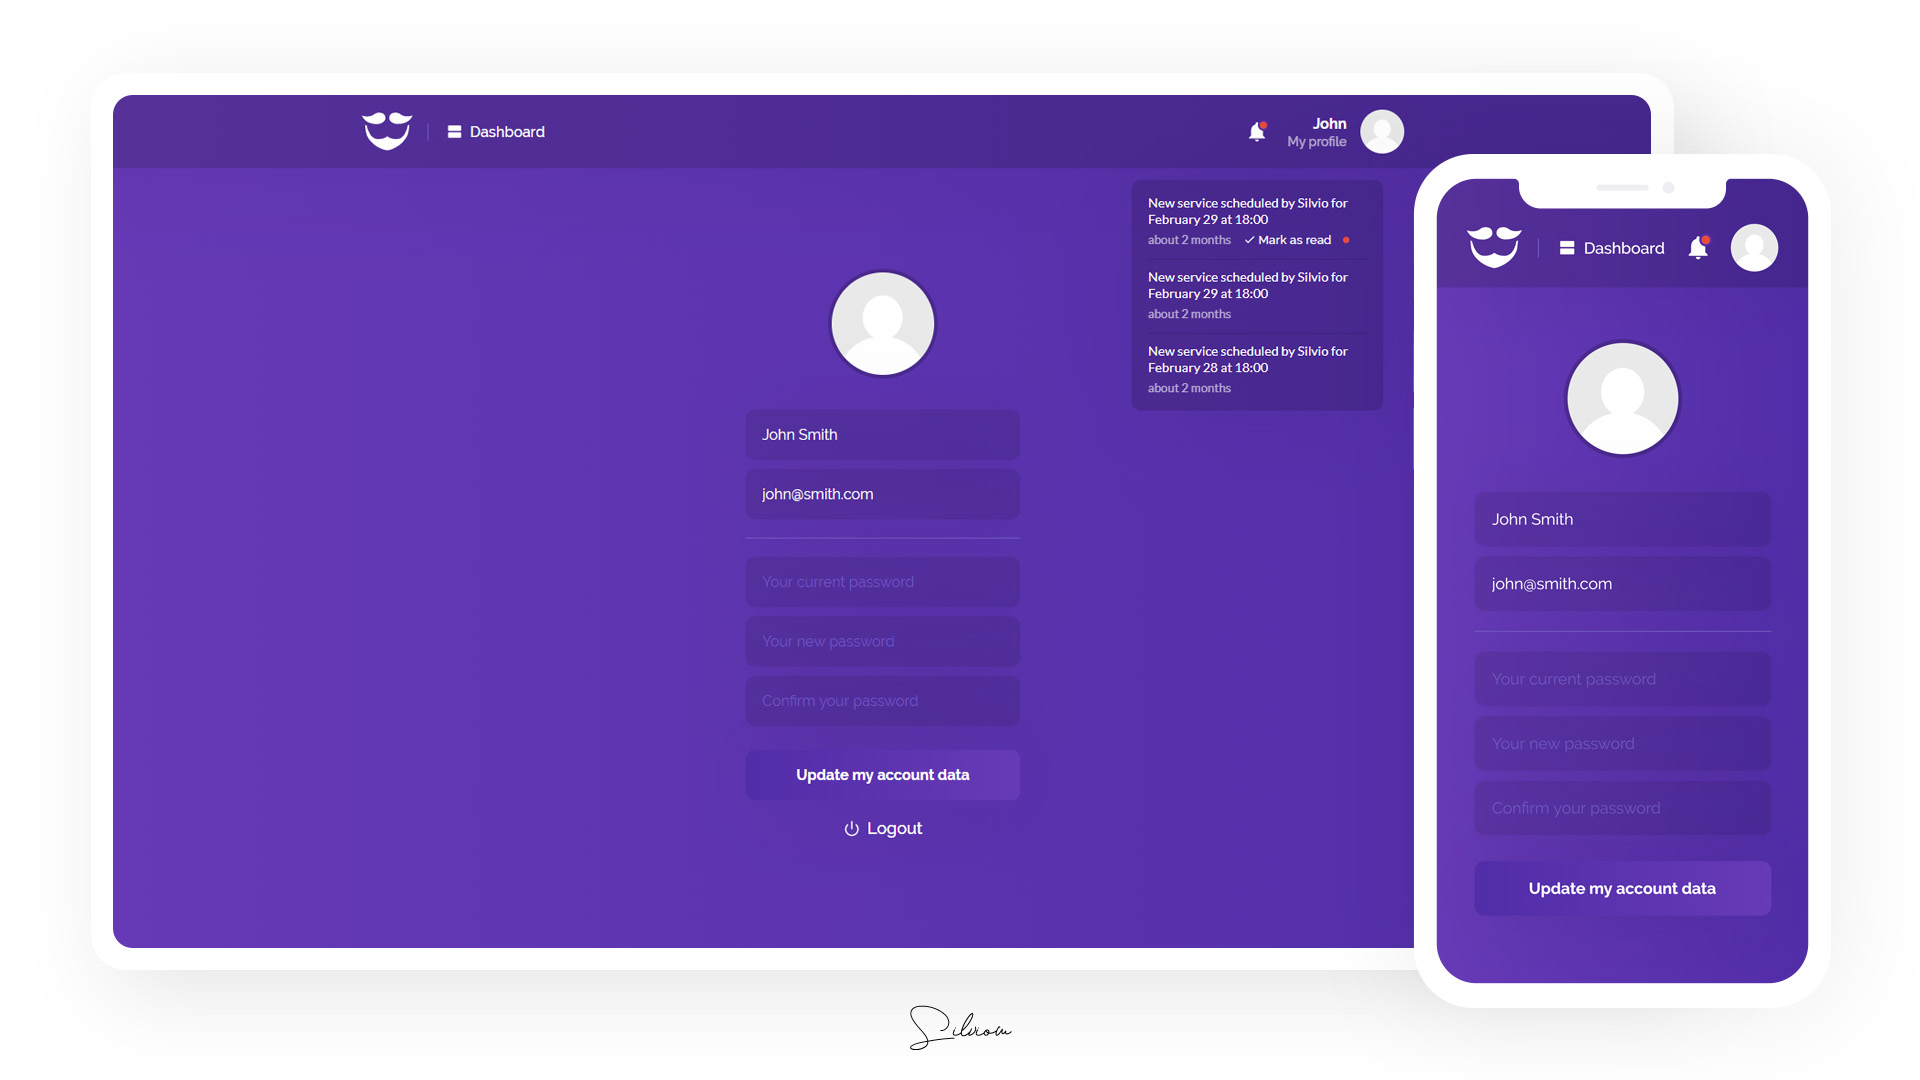 Dashboard
John
My profile
New service scheduled by Silvio for
February 29 at 18:00
about 2 months Mark as read
New service scheduled by Silvio for
February 29 at 18:00
about 2 months
New service scheduled by Silvio for
February 28 at 18:00
about 2 months
John Smith
john@smith.com
Your current password
Your new password
Confirm your password
Update my account data
Logout
Dashboard
John Smith
john@smith.com
Your current password
Your new password
Confirm your password
Update my account data
Silviom